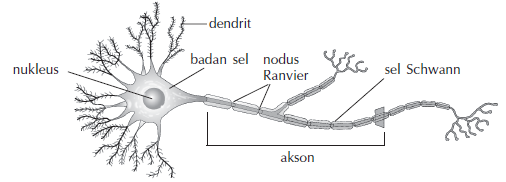 dendrit
badan sel
nodus
Ranvier
nukleus
sel Schwann
akson